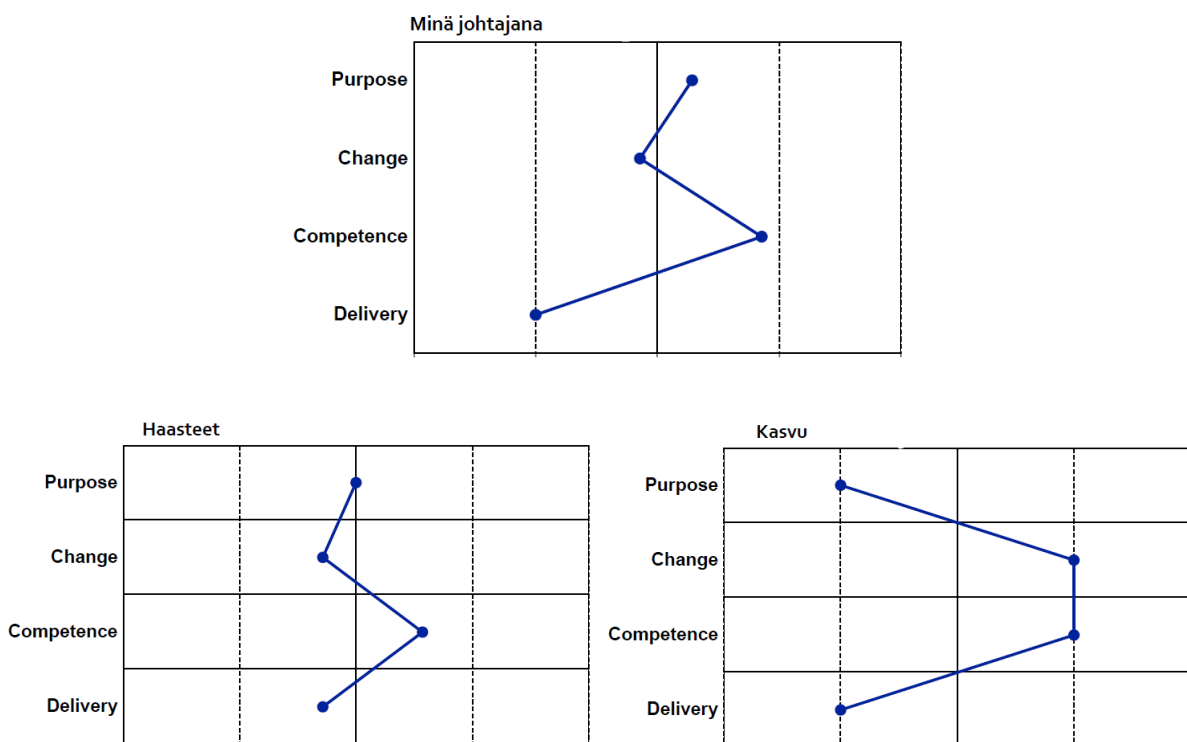 Minä johtajana
Purpose
Change
Competence
Delivery
Haasteet
Purpose
Change
Competence
Delivery
Kasvu
Purpose
Change
Competence
Delivery